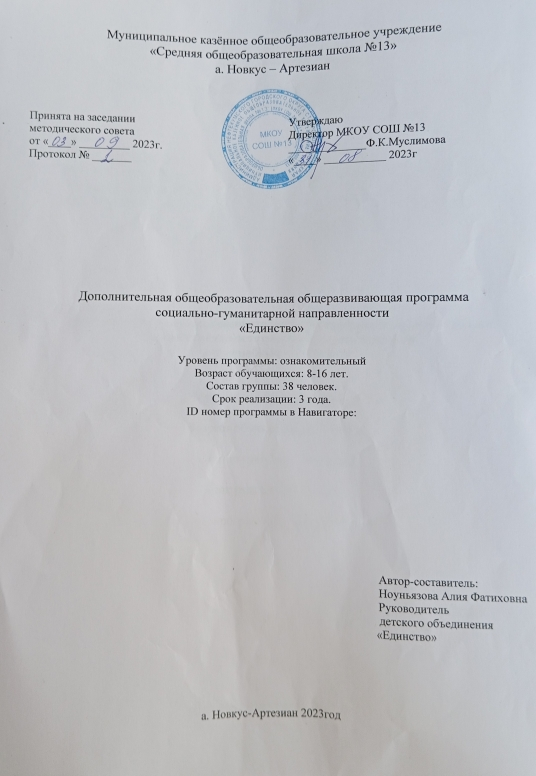 Муниципальное казённое общеобразовательное учреждение
«Средняя общеобразовательная школа №13»
а. Новкус – Артезиан
Принята на заседании
методического совета
от «03» 09 2023г.
Протокол № 1
Утверждаю
Директор МКОУ СОШ №13
Ф.К.Муслимова
«31» 08 2023г
МКОУ
СОШ №13
Дополнительная общеобразовательная общеразвивающая программа
социально-гуманитарной направленности
«Единство»
Уровень программы: ознакомительный
Возраст обучающихся: 8-16 лет.
Состав группы: 38 человек.
Срок реализации: 3 года.
ID номер программы в Навигаторе:
Автор-составитель:
Ноуньязова Алия Фатиховна
Руководитель
детского объединения
«Единство»
а. Новкус-Артезиан 2023год